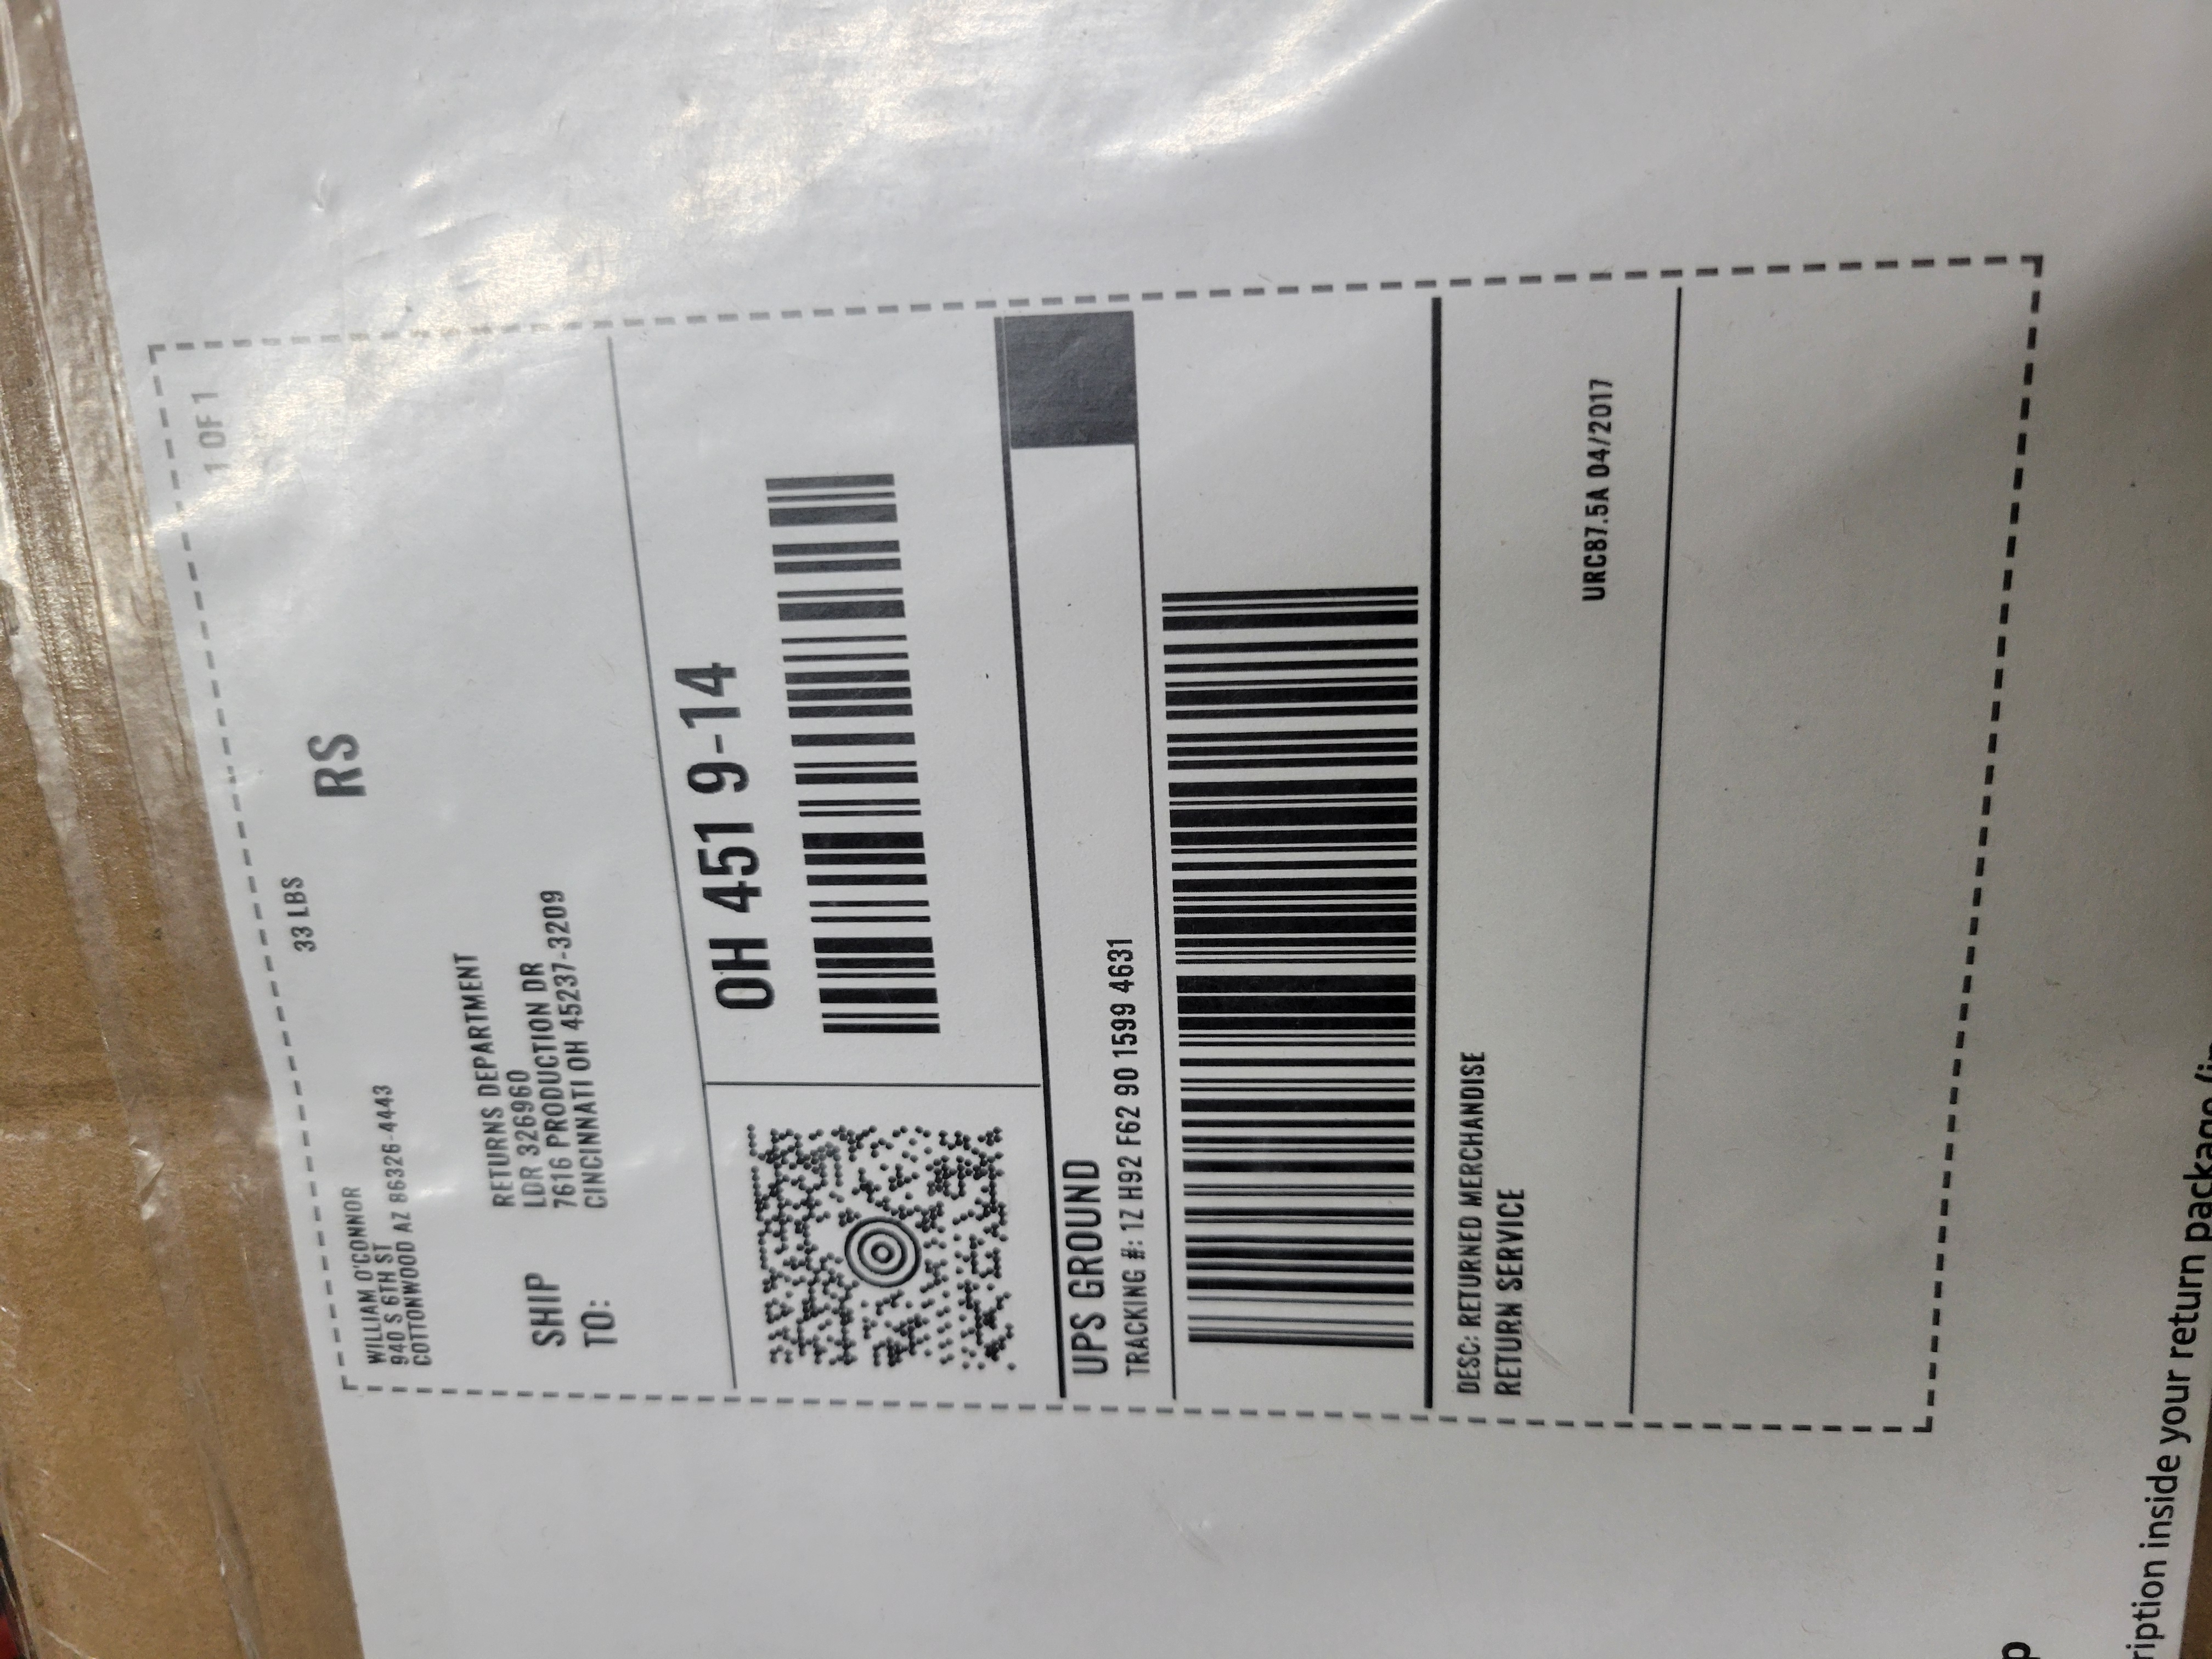 WILLIAM O'CONNOR
940 S 6TH ST
COTTONWOOD AZ 86326-4443
33 LBS
1 OF 1
RS
SHIP
TO:
RETURNS DEPARTMENT
LDR 326960
7616 PRODUCTION DR
CINCINNATI OH 45237-3209
OH 451 9-14
UPS GROUND
TRACKING #: 1Z H92 F62 90 1599 4631
DESC: RETURNED MERCHANDISE
RETURN SERVICE
URC87.5A 04/2017
p
ription inside your return package (in